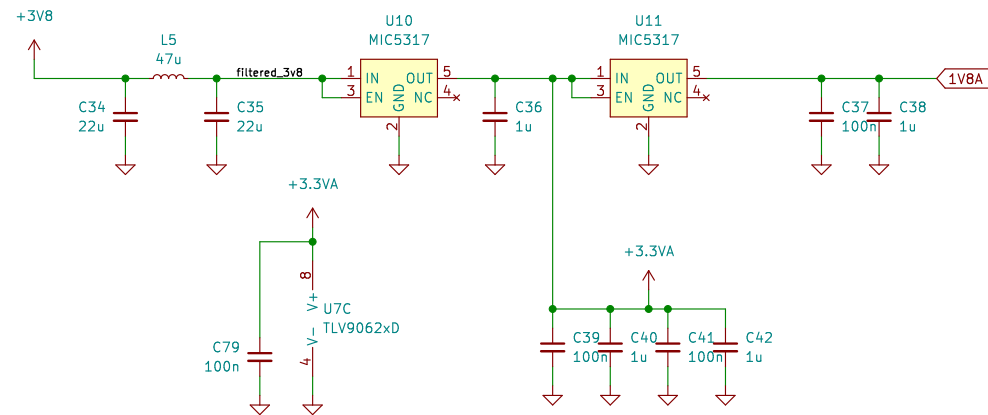 +3V8
L5
47u
filtered_3v8
C34
22u
C35
22u
U10
MIC5317
1 IN OUT 5
3 EN NC 4
GND
2
C36
1u
U11
MIC5317
1 IN OUT 5
3 EN NC 4
GND
2
C37
100n
C38
1u
1V8A
+3.3VA
8
V+
U7C
TLV9062xD
V-
4
C79
100n
+3.3VA
C39
100n
C40
1u
C41
100n
C42
1u